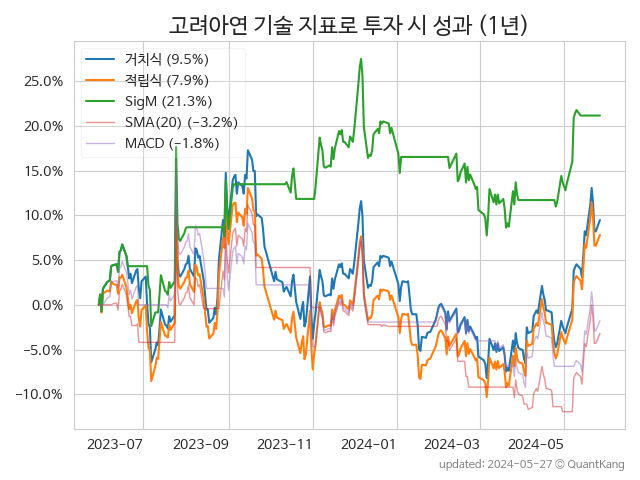 고려아연 기술 지표로 투자 시 성과 (1년)
거치식 (9.5%)
적립식 (7.9%)
SigM (21.3%)
SMA(20) (−3.2%)
MACD (−1.8%)
25.0%
20.0%
15.0%
10.0%
5.0%
0.0%
−5.0%
−10.0%
2023−07 2023−09 2023−11 2024−01 2024−03 2024−05
updated: 2024-05-27 © QuantKang